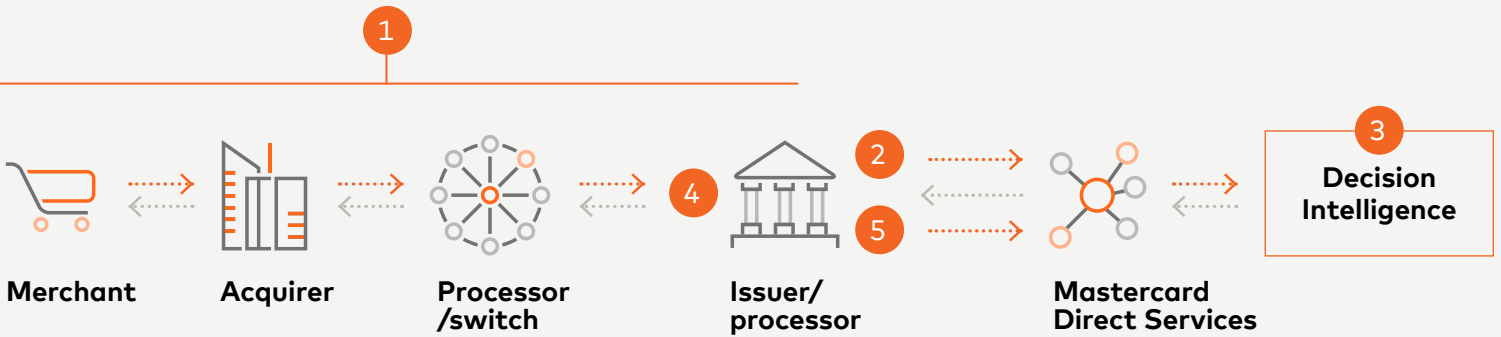 1
2
3
4
5
Decision
Intelligence
Merchant
Acquirer
Processor
/switch
Issuer/
processor
Mastercard
Direct Services